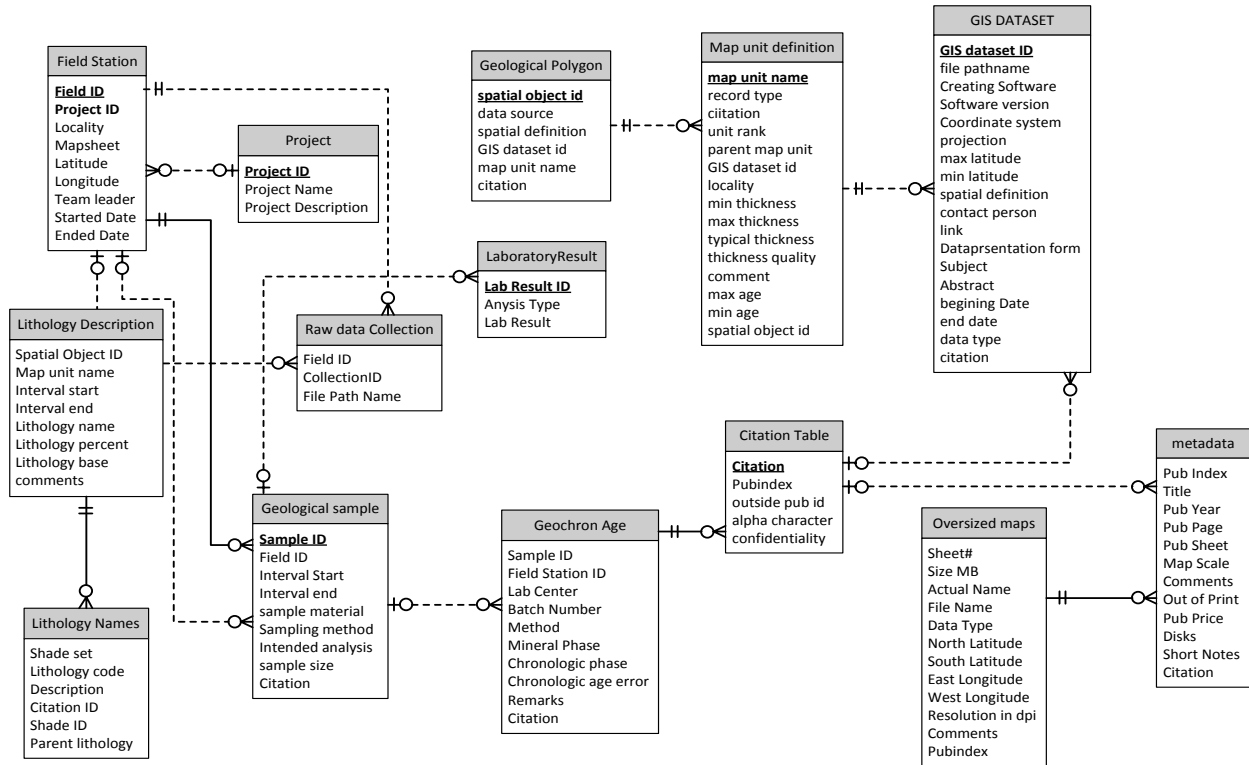 Field Station
Field ID
Project ID
Locality
Mapsheet
Latitude
Longitude
Team leader
Started Date
Ended Date
Project
Project ID
Project Name
Project Description
Geological Polygon
spatial object id
data source
spatial definition
GIS dataset id
map unit name
citation
Map unit definition
map unit name
record type
ciitation
unit rank
parent map unit
GIS dataset id
locality
min thickness
max thickness
typical thickness
thickness quality
comment
max age
min age
spatial object id
GIS DATASET
GIS dataset ID
file pathname
Creating Software
Software version
Coordinate system
projection
max latitude
min latitude
spatial definition
contact person
link
Dataprsentation form
Subject
Abstract
begining Date
end date
data type
citation
LaboratoryResult
Lab Result ID
Anysis Type
Lab Result
Raw data Collection
Field ID
CollectionID
File Path Name
Lithology Description
Spatial Object ID
Map unit name
Interval start
Interval end
Lithology name
Lithology percent
Lithology base
comments
Lithology Names
Shade set
Lithology code
Description
Citation ID
Shade ID
Parent lithology
Geological sample
Sample ID
Field ID
Interval Start
Interval end
sample material
Sampling method
Intended analysis
sample size
Citation
Geochron Age
Sample ID
Field Station ID
Lab Center
Batch Number
Method
Mineral Phase
Chronologic phase
Chronologic age error
Remarks
Citation
Citation Table
Citation
Pubindex
outside pub id
alpha character
confidentiality
Oversized maps
Sheet#
Size MB
Actual Name
File Name
Data Type
North Latitude
South Latitude
East Longitude
West Longitude
Resolution in dpi
Comments
Pubindex
metadata
Pub Index
Title
Pub Year
Pub Page
Pub Sheet
Map Scale
Comments
Out of Print
Pub Price
Disks
Short Notes
Citation